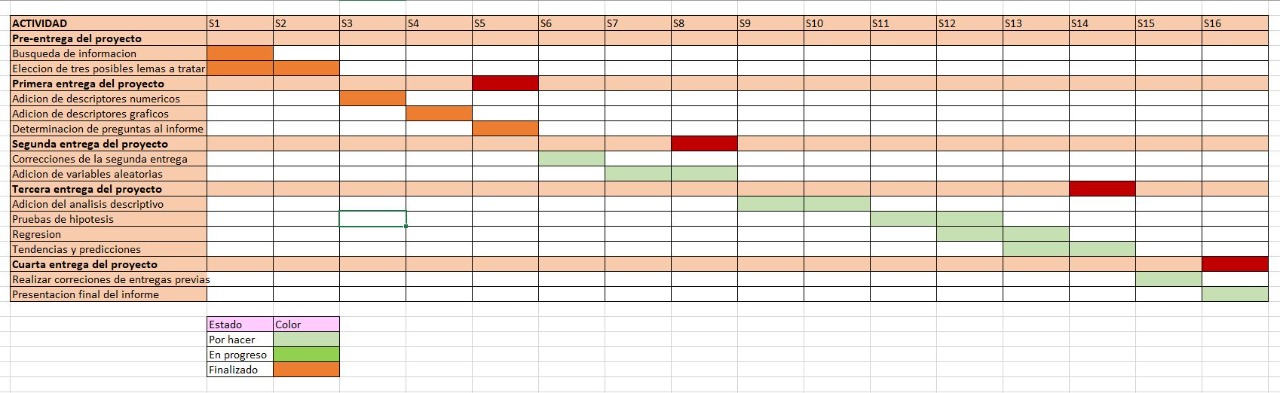 ACTIVIDAD S1 S2 S3 S4 S5 S6 S7 S8 S9 S10 S11 S12 S13 S14 S15 S16
Pre-entrega del proyecto
Busqueda de informacion
Eleccion de tres posibles lemas a tratar
Primera entrega del proyecto
Adicion de descriptores numericos
Adicion de descriptores graficos
Determinacion de preguntas al informe
Segunda entrega del proyecto
Correcciones de la segunda entrega
Adicion de variables aleatorias
Tercera entrega del proyecto
Adicion del analisis descriptivo
Pruebas de hipotesis
Regresion
Tendencias y predicciones
Cuarta entrega del proyecto
Realizar correciones de entregas previas
Presentacion final del informe
Estado Color
Por hacer
En progreso
Finalizado